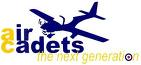 air
cadets
the next generation